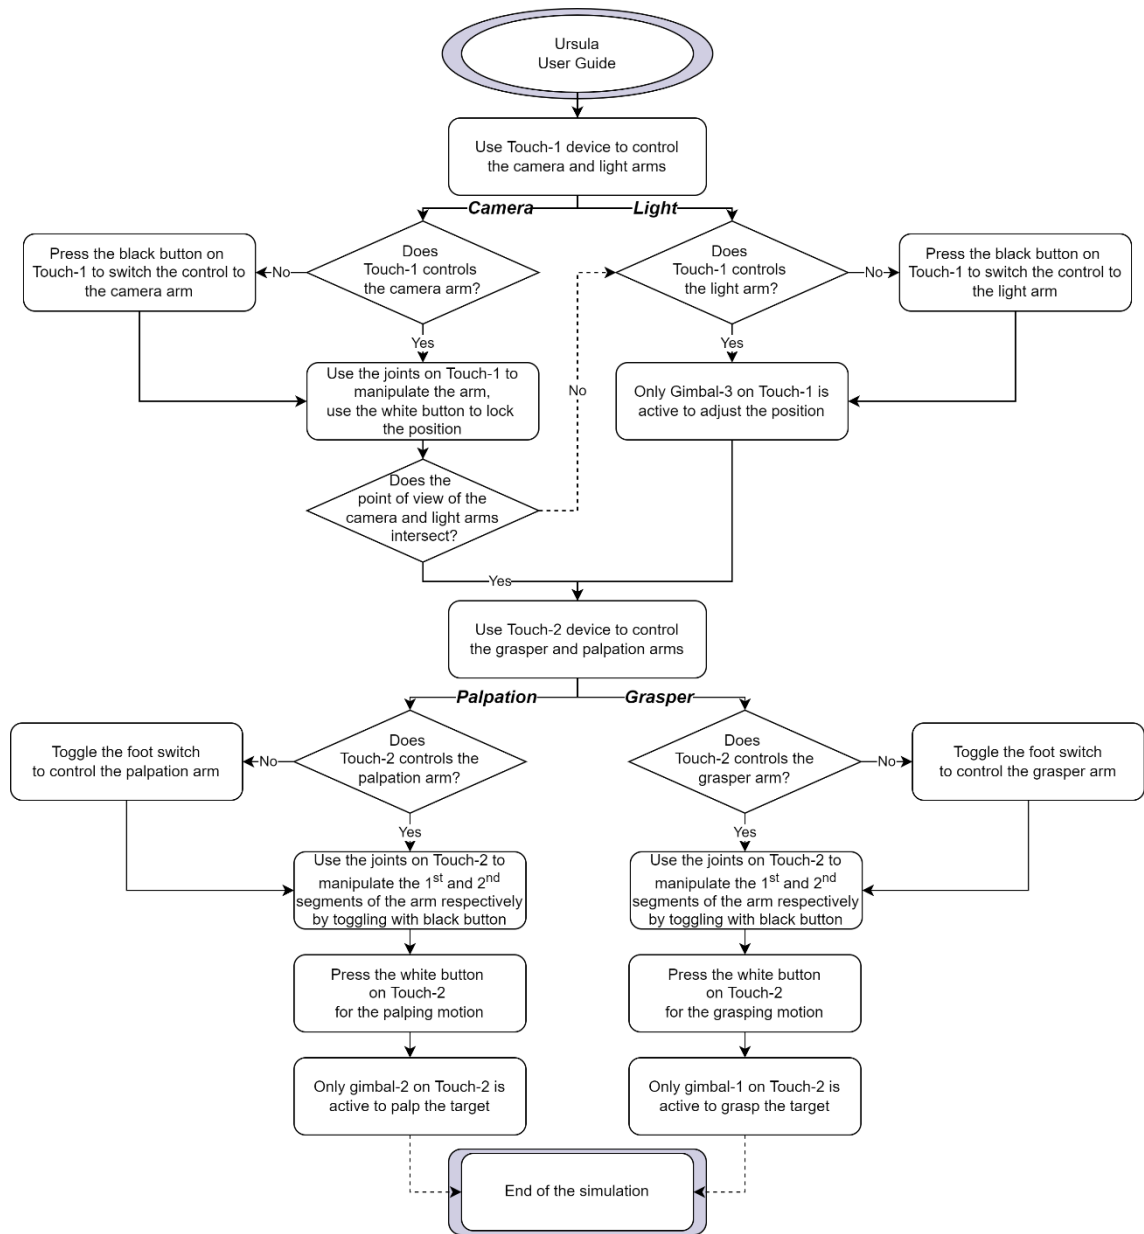 Ursula
User Guide
Use Touch-1 device to control
the camera and light arms
Camera
Light
Press the black button on
Touch-1 to switch the control to
the camera arm
No
Does
Touch-1 controls
the camera arm?
Does
Touch-1 controls
the light arm?
No
Press the black button on
Touch-1 to switch the control to
the light arm
Yes
Yes
Use the joints on Touch-1 to
manipulate the arm,
use the white button to lock
the position
No
Only Gimbal-3 on Touch-1 is
active to adjust the position
Does the
point of view of the
camera and light arms
intersect?
Yes
Use Touch-2 device to control
the grasper and palpation arms
Palpation
Grasper
Toggle the foot switch
to control the palpation arm
No
Does
Touch-2 controls the
palpation arm?
Does
Touch-2 controls the
grasper arm?
No
Toggle the foot switch
to control the grasper arm
Yes
Yes
Use the joints on Touch-2 to
manipulate the 1st and 2nd
segments of the arm respectively
by toggling with black button
Use the joints on Touch-2 to
manipulate the 1st and 2nd
segments of the arm respectively
by toggling with black button
Press the white button
on Touch-2
for the palping motion
Press the white button
on Touch-2
for the grasping motion
Only gimbal-2 on Touch-2 is
active to palp the target
Only gimbal-1 on Touch-2 is
active to grasp the target
End of the simulation